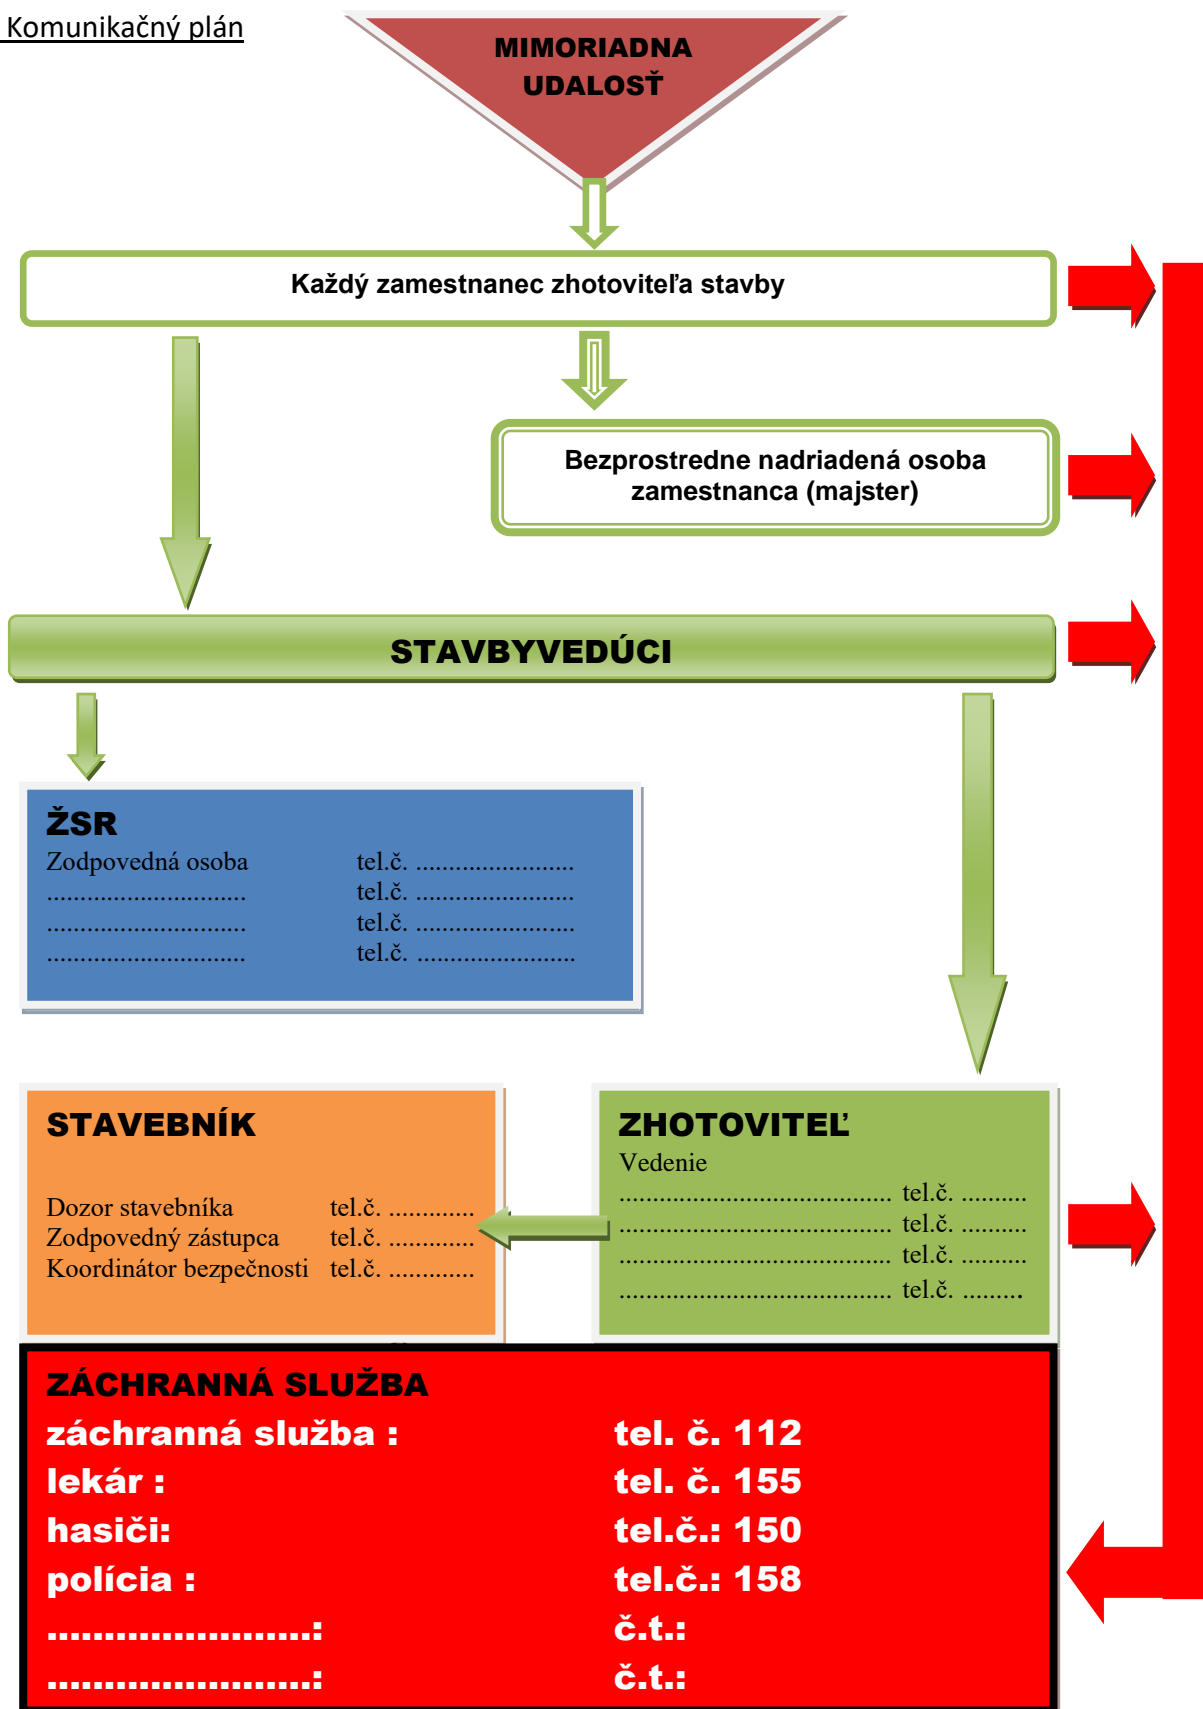 Komunikačný plán
MIMORIADNA
UDALOSŤ
Každý zamestnanec zhotoviteľa stavby
Bezprostredne nadriadená osoba
zamestnanca (majster)
STAVBYVEDÚCI
ŽSR
Zodpovedná osoba tel.č. ........................
.............................. tel.č. ........................
.............................. tel.č. ........................
.............................. tel.č. ........................
STAVEBNÍK
Dozor stavebníka tel.č. .............
Zodpovedný zástupca tel.č. .............
Koordinátor bezpečnosti tel.č. .............
ZHOTOVITEĽ
Vedenie
......................................... tel.č. ..........
......................................... tel.č. ..........
......................................... tel.č. ..........
......................................... tel.č. .........
ZÁCHRANNÁ SLUŽBA
záchranná služba : tel. č. 112
lekár : tel. č. 155
hasiči: tel.č.: 150
polícia : tel.č.: 158
.......................: č.t.:
.......................: č.t.: